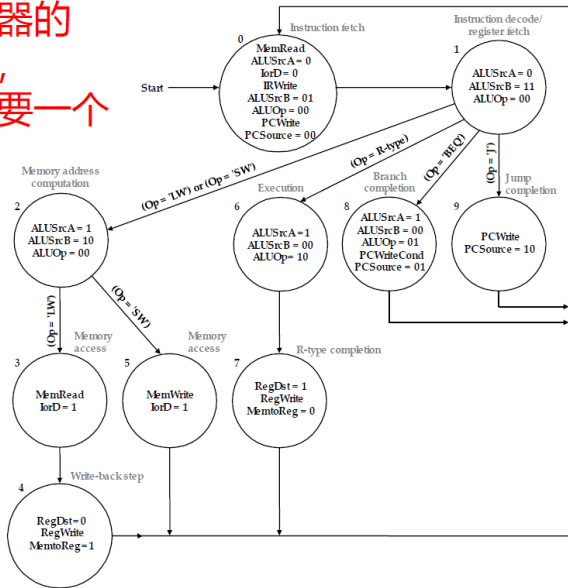 器的
，
要一个
Instruction fetch
0
MemRead
ALUSrcA = 0
IorD = 0
IRWrite
ALUSrcB = 01
ALUOp = 00
PCWrite
PCSource = 00
Start
Instruction decode/
register fetch
1
ALUSrcA = 0
ALUSrcB = 11
ALUOp = 00
(Op = 'LW') or (Op = 'SW')
(Op = R-type)
(Op = 'BEQ')
(Op = 'J')
Memory address
computation
2
ALUSrcA = 1
ALUSrcB = 10
ALUOp = 00
Execution
6
ALUSrcA = 1
ALUSrcB = 00
ALUOp = 10
Branch
completion
8
ALUSrcA = 1
ALUSrcB = 00
ALUOp = 01
PCWriteCond
PCSource = 01
Jump
completion
9
PCWrite
PCSource = 10
(Op = 'LW')
(Op = 'SW')
Memory
access
3
MemRead
IorD = 1
Memory
access
5
MemWrite
IorD = 1
R-type completion
7
RegDst = 1
RegWrite
MemtoReg = 0
Write-back step
4
RegDst = 0
RegWrite
MemtoReg = 1